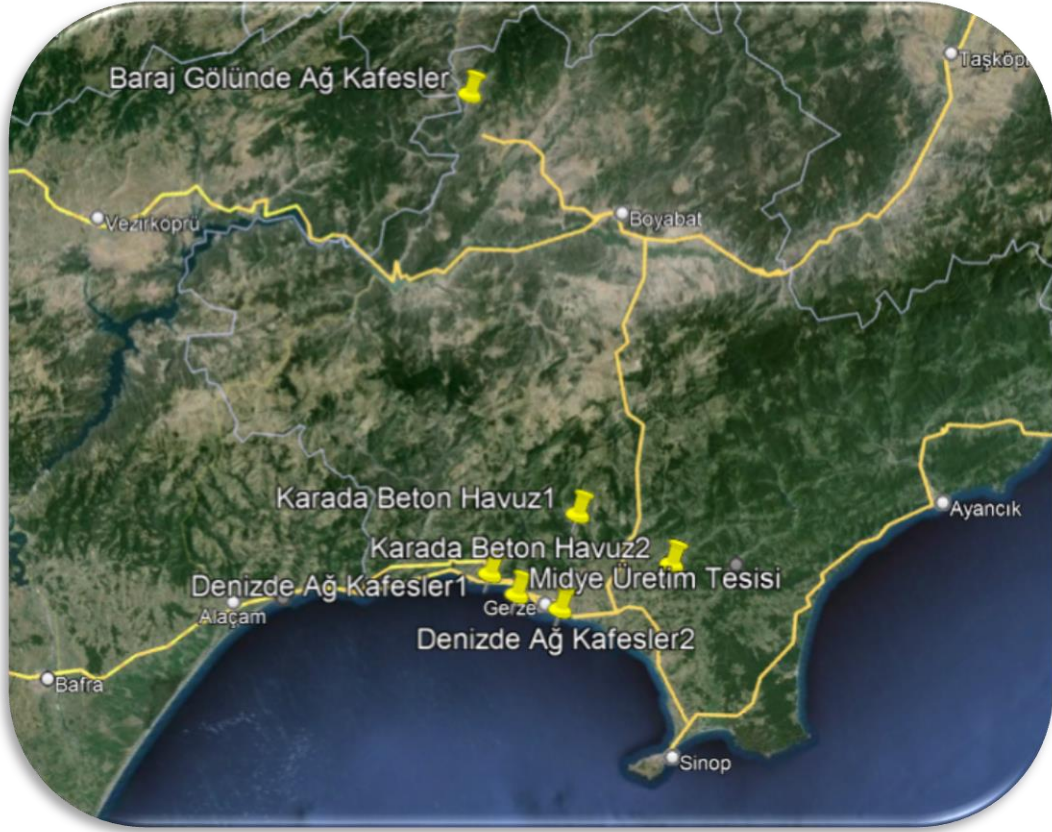 Taşköpr
Baraj Gölünde Ağ Kafesler
Vezirköprü
Boyabat
Karada Beton Havuz1
Ayancık
Karada Beton Havuz2
Denizde Ağ Kafesler1
Midye Üretim Tesisi
Gerze
Alaçam
Denizde Ağ Kafesler2
Bafra
Sinop